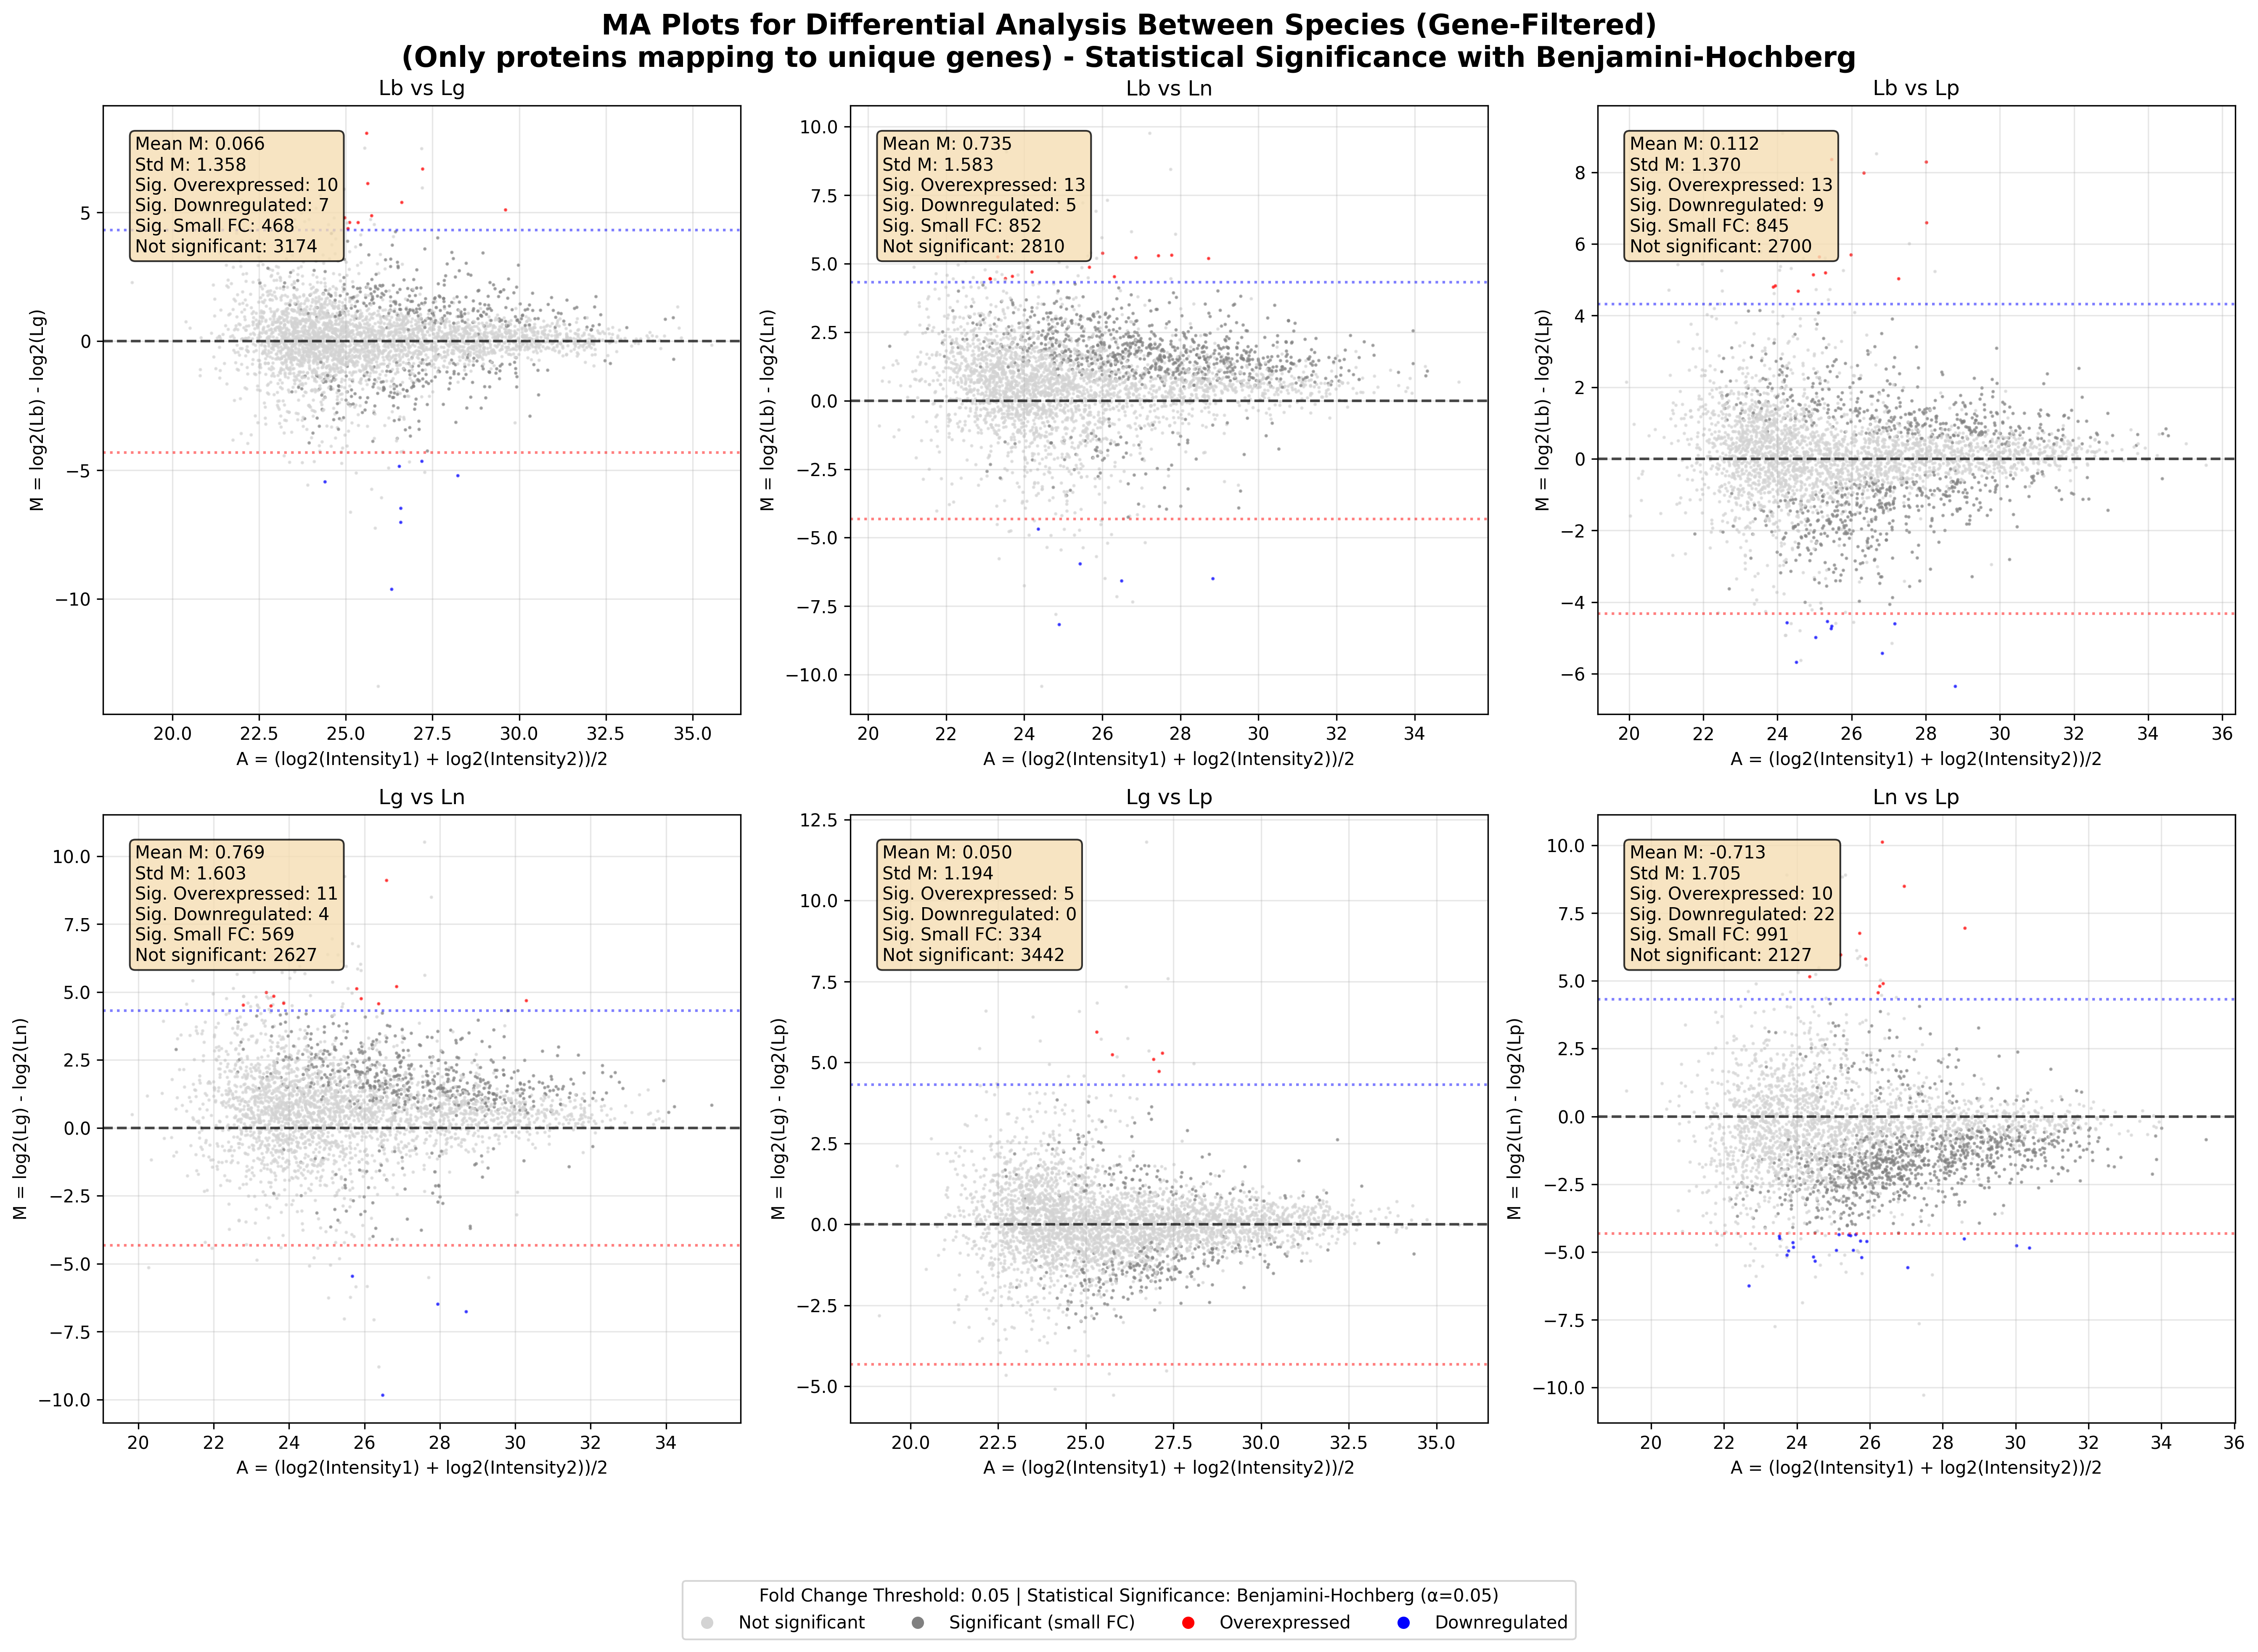 MA Plots for Differential Analysis Between Species (Gene-Filtered)
(Only proteins mapping to unique genes) - Statistical Significance with Benjamini-Hochberg
Lb vs Lg
Mean M: 0.066
Std M: 1.358
Sig. Overexpressed: 10
Sig. Downregulated: 7
Sig. Small FC: 468
Not significant: 3174
M = log2(Lb) - log2(Lg)
5
0
−5
−10
20.0 22.5 25.0 27.5 30.0 32.5 35.0
A = (log2(Intensity1) + log2(Intensity2))/2
Lb vs Ln
Mean M: 0.735
Std M: 1.583
Sig. Overexpressed: 13
Sig. Downregulated: 5
Sig. Small FC: 852
Not significant: 2810
M = log2(Lb) - log2(Ln)
10.0
7.5
5.0
2.5
0.0
−2.5
−5.0
−7.5
−10.0
20 22 24 26 28 30 32 34
A = (log2(Intensity1) + log2(Intensity2))/2
Lb vs Lp
Mean M: 0.112
Std M: 1.370
Sig. Overexpressed: 13
Sig. Downregulated: 9
Sig. Small FC: 845
Not significant: 2700
M = log2(Lb) - log2(Lp)
8
6
4
2
0
−2
−4
−6
20 22 24 26 28 30 32 34 36
A = (log2(Intensity1) + log2(Intensity2))/2
Lg vs Ln
Mean M: 0.769
Std M: 1.603
Sig. Overexpressed: 11
Sig. Downregulated: 4
Sig. Small FC: 569
Not significant: 2627
M = log2(Lg) - log2(Ln)
10.0
7.5
5.0
2.5
0.0
−2.5
−5.0
−7.5
−10.0
20 22 24 26 28 30 32 34
A = (log2(Intensity1) + log2(Intensity2))/2
Lg vs Lp
Mean M: 0.050
Std M: 1.194
Sig. Overexpressed: 5
Sig. Downregulated: 0
Sig. Small FC: 334
Not significant: 3442
M = log2(Lg) - log2(Lp)
12.5
10.0
7.5
5.0
2.5
0.0
−2.5
−5.0
20.0 22.5 25.0 27.5 30.0 32.5 35.0
A = (log2(Intensity1) + log2(Intensity2))/2
Ln vs Lp
Mean M: -0.713
Std M: 1.705
Sig. Overexpressed: 10
Sig. Downregulated: 22
Sig. Small FC: 991
Not significant: 2127
M = log2(Ln) - log2(Lp)
10.0
7.5
5.0
2.5
0.0
−2.5
−5.0
−7.5
−10.0
20 22 24 26 28 30 32 34 36
A = (log2(Intensity1) + log2(Intensity2))/2
Fold Change Threshold: 0.05 | Statistical Significance: Benjamini-Hochberg (α=0.05)
Not significant Significant (small FC) Overexpressed Downregulated